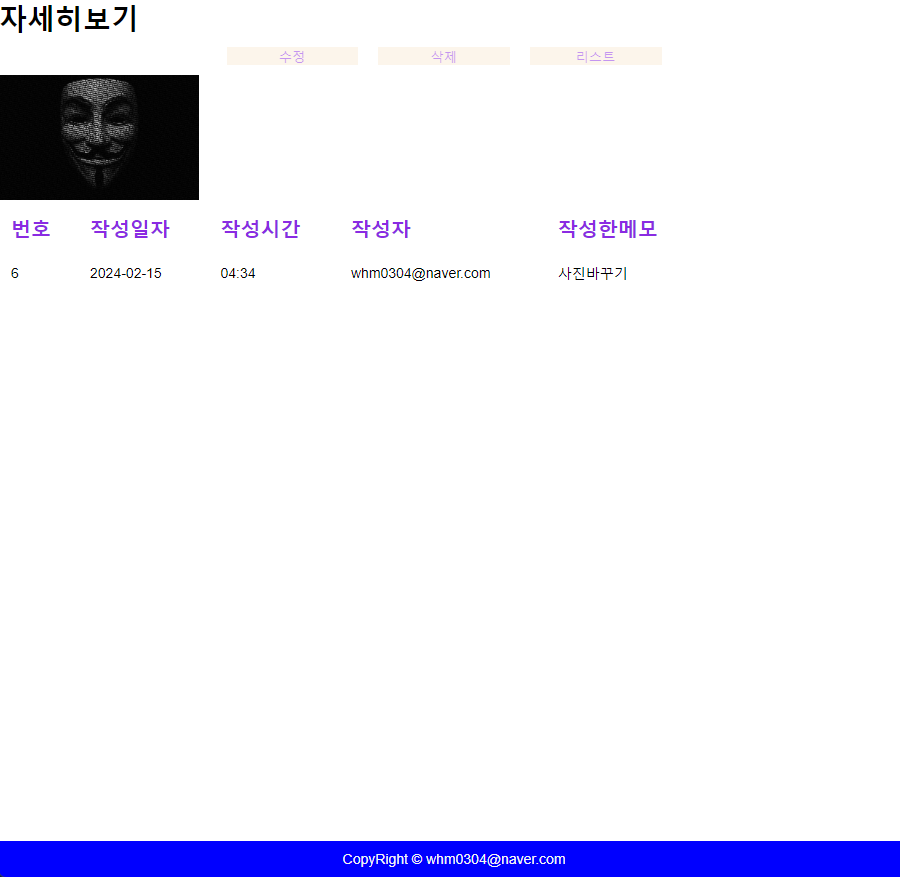 자세히보기
수정 삭제 리스트
번호 작성일자 작성시간 작성자 작성한메모
6 2024-02-15 04:34 whm0304@naver.com 사진바꾸기
CopyRight © whm0304@naver.com